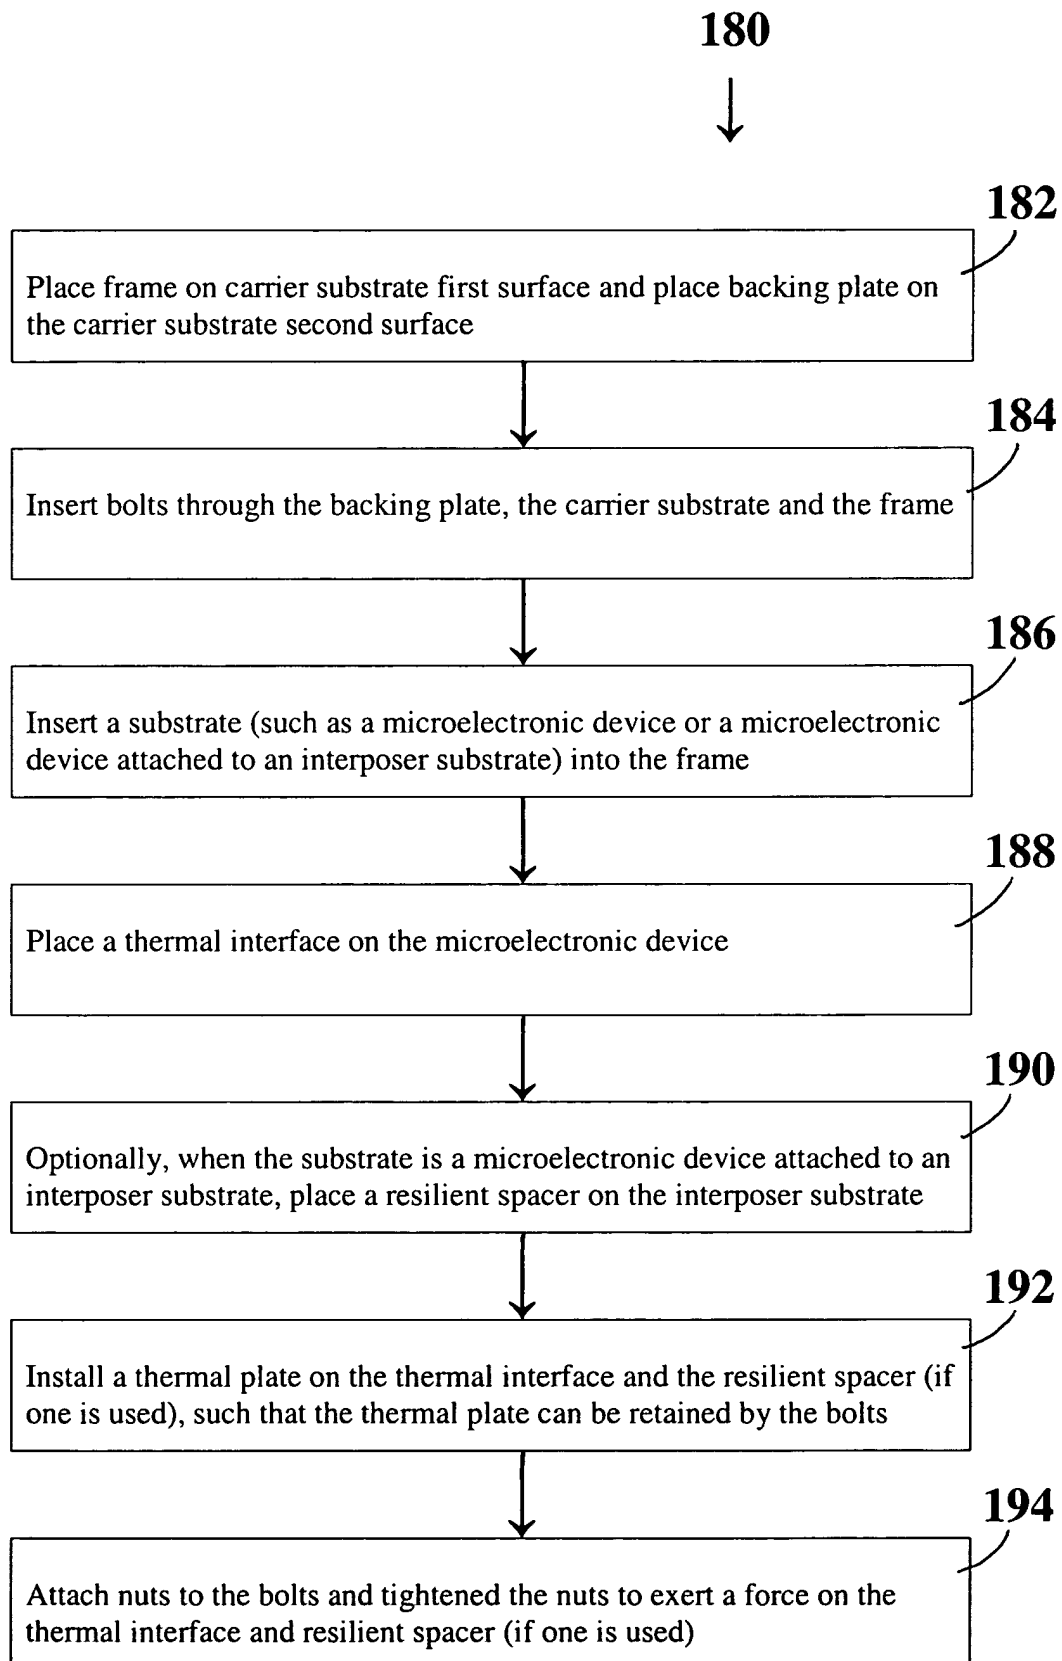 180
182
Place frame on carrier substrate first surface and place backing plate on
the carrier substrate second surface
184
Insert bolts through the backing plate, the carrier substrate and the frame
186
Insert a substrate (such as a microelectronic device or a microelectronic
device attached to an interposer substrate) into the frame
188
Place a thermal interface on the microelectronic device
190
Optionally, when the substrate is a microelectronic device attached to an
interposer substrate, place a resilient spacer on the interposer substrate
192
Install a thermal plate on the thermal interface and the resilient spacer (if
one is used), such that the thermal plate can be retained by the bolts
194
Attach nuts to the bolts and tightened the nuts to exert a force on the
thermal interface and resilient spacer (if one is used)